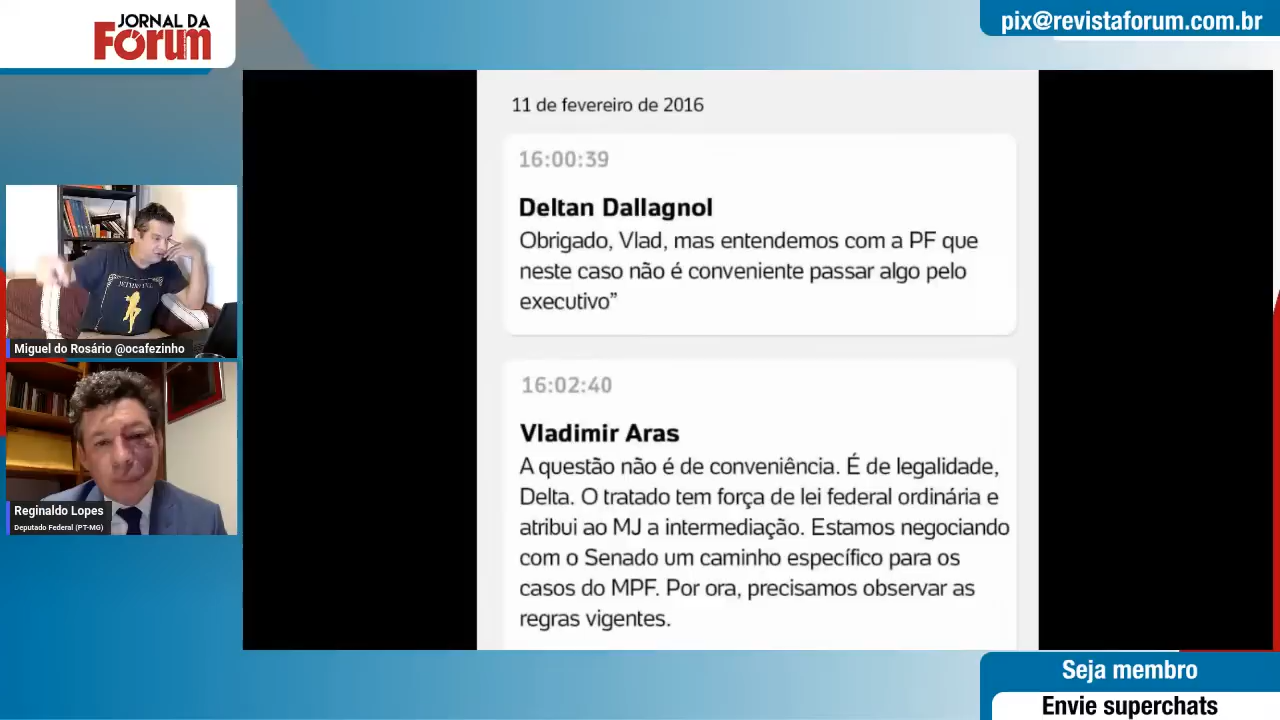 JORNAL DA
FÓRUM
pix@revistaforum.com.br
11 de fevereiro de 2016
16:00:39
Deltan Dallagnol
Obrigado, Vlad, mas entendemos com a PF que
neste caso não é conveniente passar algo pelo
executivo”
16:02:40
Vladimir Aras
A questão não é de conveniência. É de legalidade,
Delta. O tratado tem força de lei federal ordinária e
atribui ao MJ a intermediação. Estamos negociando
com o Senado um caminho específico para os
casos do MPF. Por ora, precisamos observar as
regras vigentes.
Miguel do Rosário @ocafezinho
Reginaldo Lopes
Deputado Federal (PT-MG)
Seja membro
Envie superchats